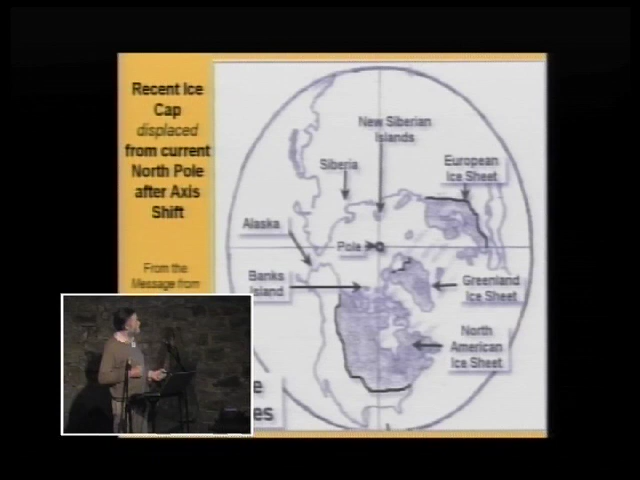 Recent Ice
Cap
displaced
from current
North Pole
after Axis
Shift
From the
Message from
New Siberian
Islands
Siberia
European
Ice Sheet
Alaska
Pole
Banks
Island
Greenland
Ice Sheet
North
American
Ice Sheet